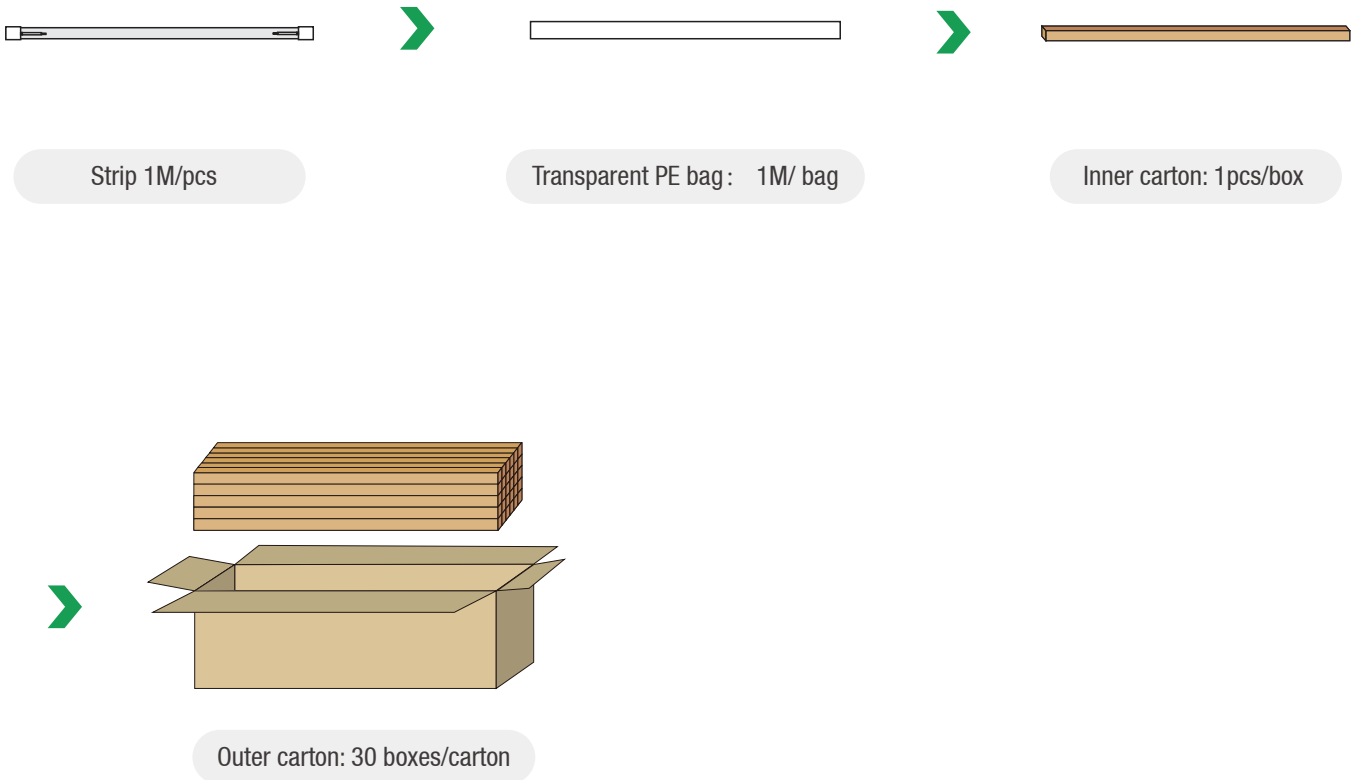 Strip 1M/pcs
Transparent PE bag: 1M/ bag
Inner carton: 1pcs/box
Outer carton: 30 boxes/carton